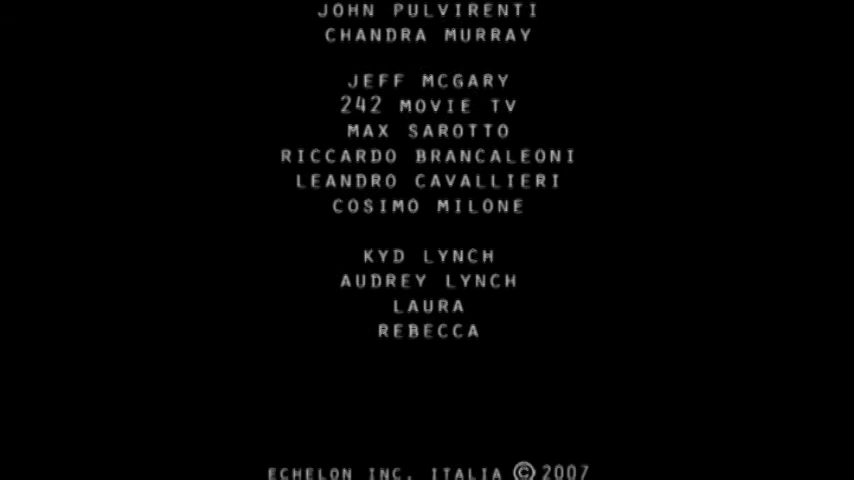 JOHN PULVIRENTI
CHANDRA MURRAY
JEFF MCGARY
242 MOVIE TV
MAX SAROTTO
RICCARDO BRANCALEONI
LEANDRO CAVALLIERI
COSIMO MILONE
KYD LYNCH
AUDREY LYNCH
LAURA
REBECCA
ECHELON INC. ITALIA © 2007